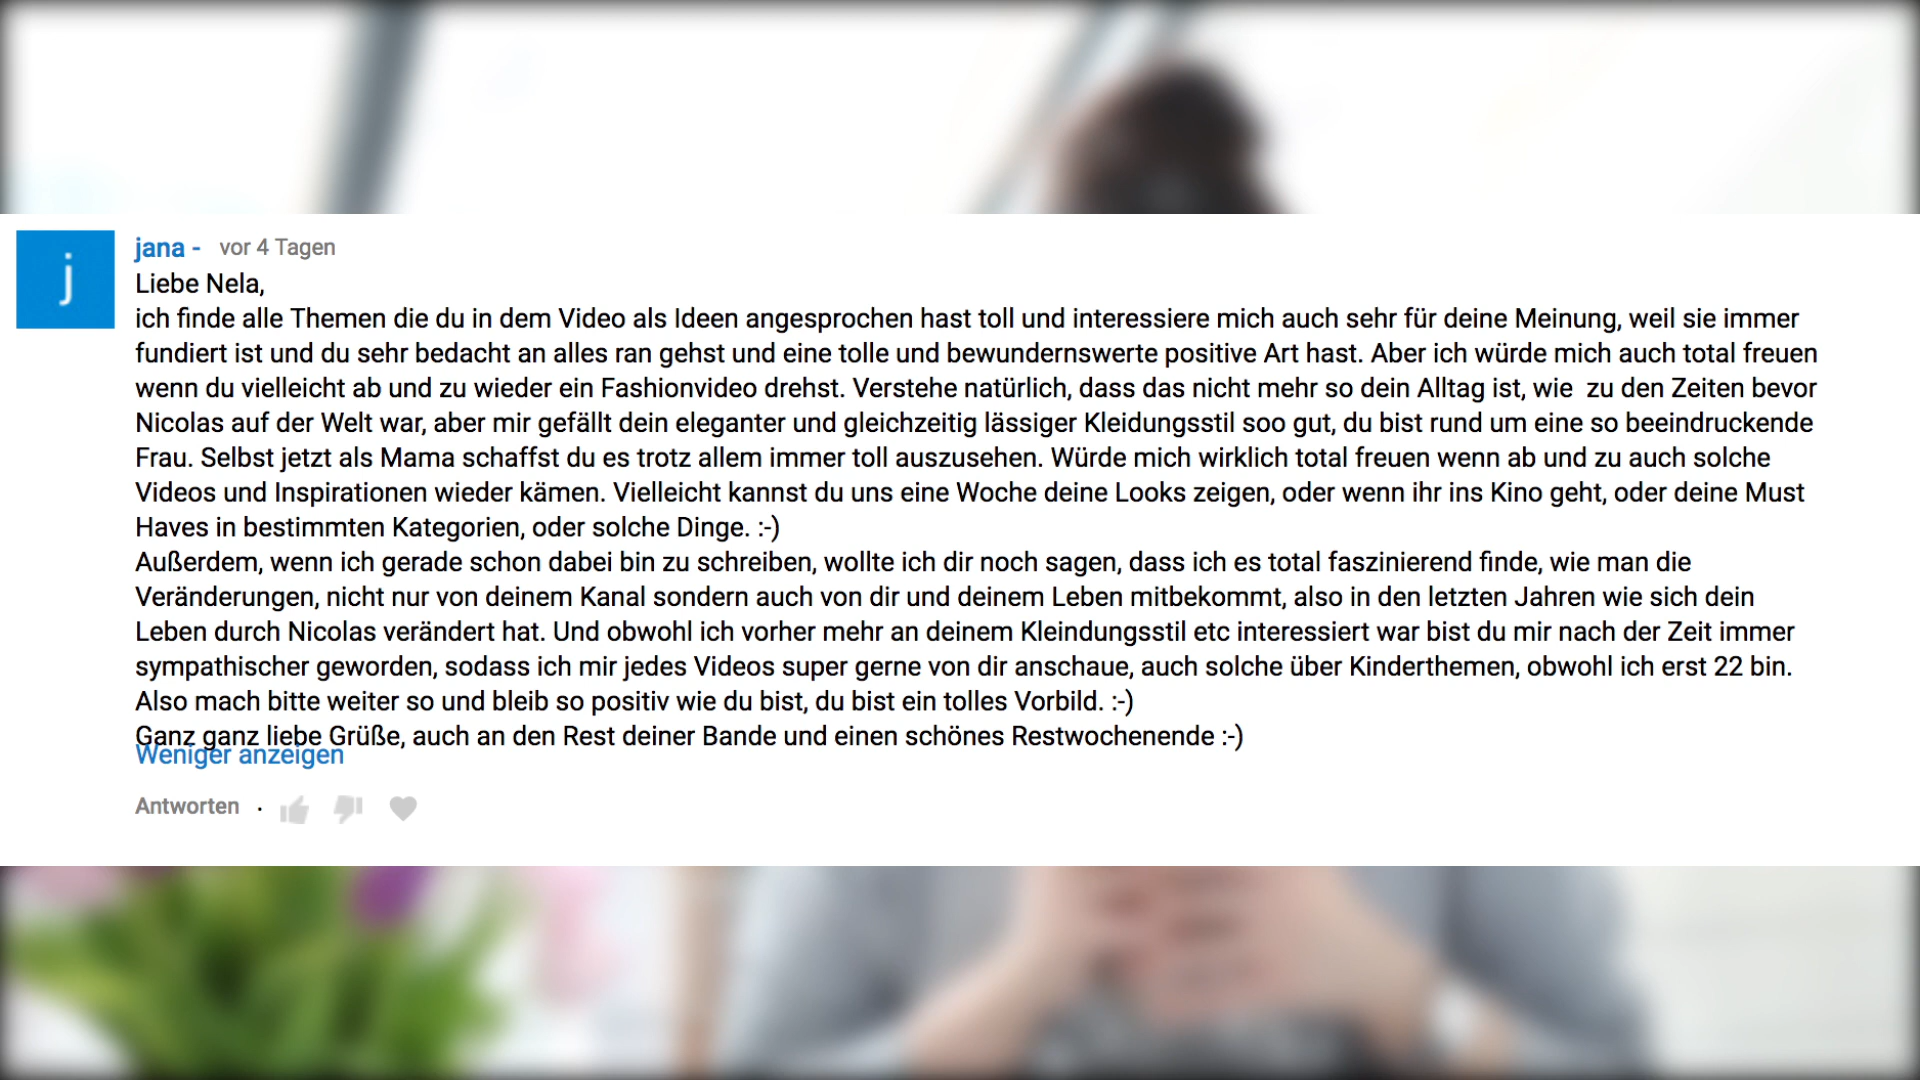 j
jana - vor 4 Tagen
Liebe Nela,
ich finde alle Themen die du in dem Video als Ideen angesprochen hast toll und interessiere mich auch sehr für deine Meinung, weil sie immer
fundiert ist und du sehr bedacht an alles ran gehst und eine tolle und bewundernswerte positive Art hast. Aber ich würde mich auch total freuen
wenn du vielleicht ab und zu wieder ein Fashionvideo drehst. Verstehe natürlich, dass das nicht mehr so dein Alltag ist, wie  zu den Zeiten bevor
Nicolas auf der Welt war, aber mir gefällt dein eleganter und gleichzeitig lässiger Kleidungsstil soo gut, du bist rund um eine so beeindruckende
Frau. Selbst jetzt als Mama schaffst du es trotz allem immer toll auszusehen. Würde mich wirklich total freuen wenn ab und zu auch solche
Videos und Inspirationen wieder kämen. Vielleicht kannst du uns eine Woche deine Looks zeigen, oder wenn ihr ins Kino geht, oder deine Must
Haves in bestimmten Kategorien, oder solche Dinge. :-)
Außerdem, wenn ich gerade schon dabei bin zu schreiben, wollte ich dir noch sagen, dass ich es total faszinierend finde, wie man die
Veränderungen, nicht nur von deinem Kanal sondern auch von dir und deinem Leben mitbekommt, also in den letzten Jahren wie sich dein
Leben durch Nicolas verändert hat. Und obwohl ich vorher mehr an deinem Kleindungsstil etc interessiert war bist du mir nach der Zeit immer
sympathischer geworden, sodass ich mir jedes Videos super gerne von dir anschaue, auch solche über Kinderthemen, obwohl ich erst 22 bin.
Also mach bitte weiter so und bleib so positiv wie du bist, du bist ein tolles Vorbild. :-)
Ganz ganz liebe Grüße, auch an den Rest deiner Bande und einen schönes Restwochenende :-)
Weniger anzeigen
Antworten ·